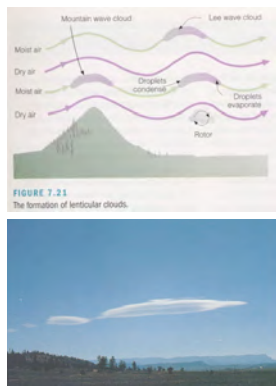 Mountain wave cloud
Lee wave cloud
Moist air
Dry air
Moist air
Droplets
condense
Droplets
evaporate
Dry air
Rotor
FIGURE 7.21
The formation of lenticular clouds.